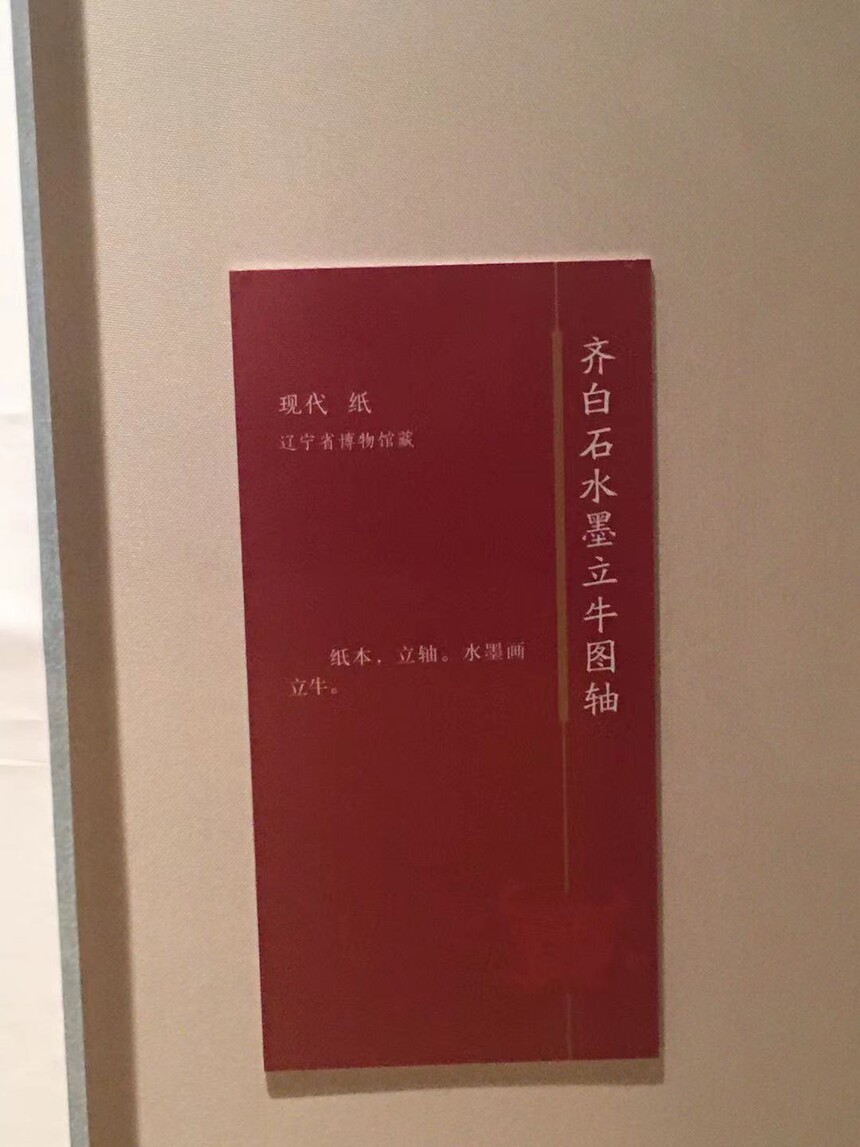 齐白石水墨立牛图轴
现代 纸
辽宁省博物馆藏
纸本，立轴。水墨画
立牛。